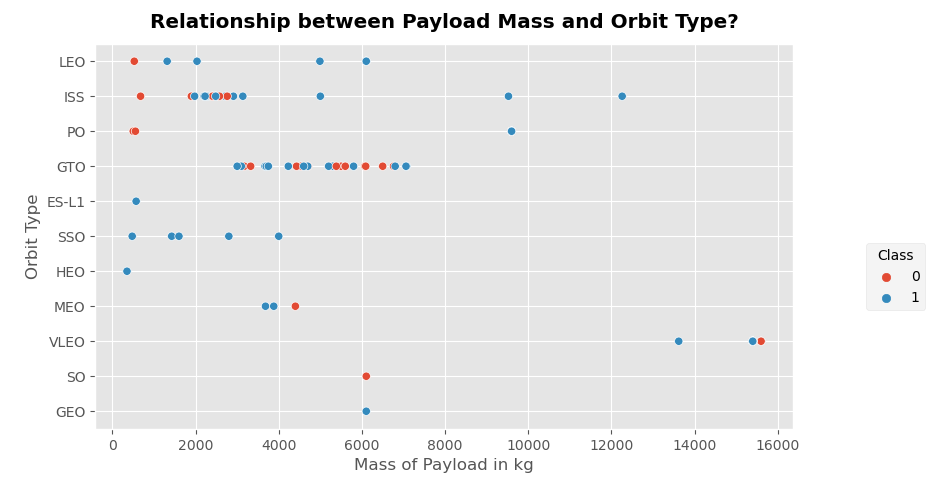 Relationship between Payload Mass and Orbit Type?
LEO
ISS
PO
GTO
ES-L1
SSO
HEO
MEO
VLEO
SO
GEO
Orbit Type
0 2000 4000 6000 8000 10000 12000 14000 16000
Mass of Payload in kg
Class
0
1